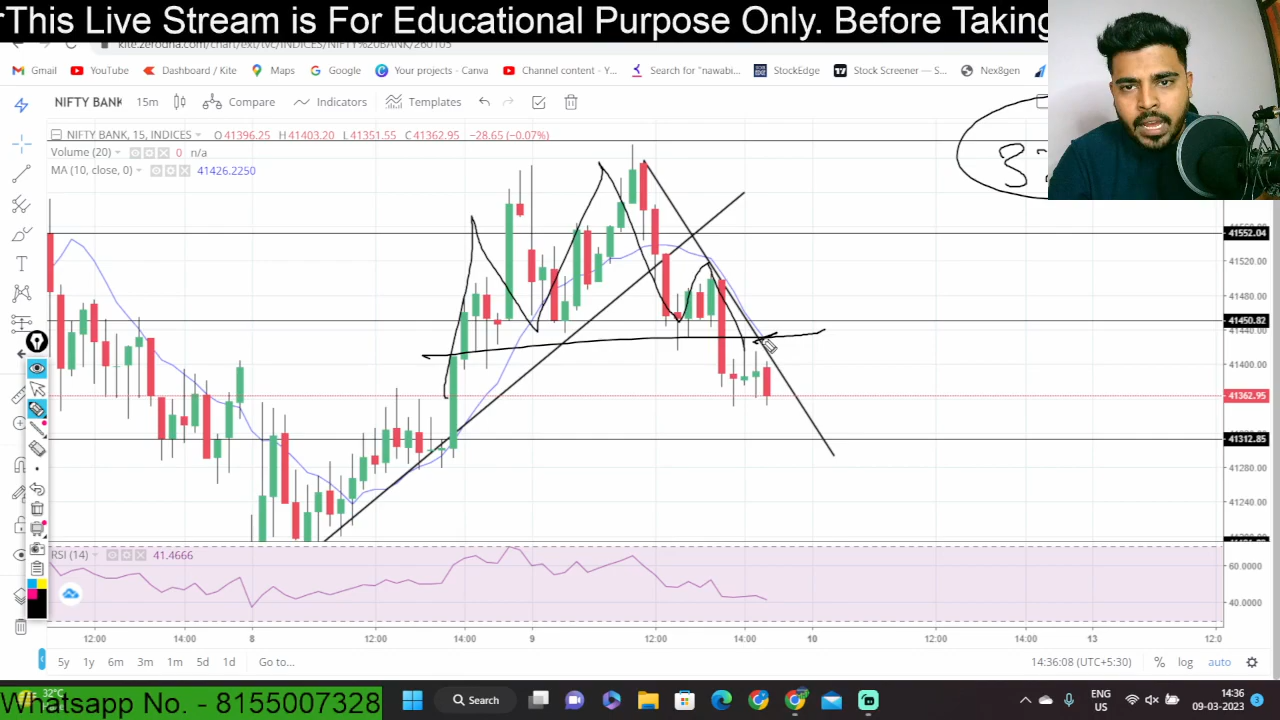 This Live Stream is For Educational Purpose Only. Before Taking
kite.zerodha.com/chart/ext/tvc/INDICES/NIFTY%20BANK/260105
Gmail YouTube Dashboard / Kite Maps Google Your projects - Canva Channel content - Y... Search for "nawabi... StockEdge Stock Screener — S... Nex8gen
NIFTY BANK 15m Compare Indicators Templates
NIFTY BANK, 15, INDICES O 41396.25 H 41403.20 L 41351.55 C 41362.95 −28.65 (−0.07%)
Volume (20) 0 n/a
MA (10, close, 0) 41426.2250
41552.04
41520.00
41480.00
41450.82
41440.00
41400.00
41362.95
41312.85
41280.00
41240.00
RSI (14) 41.4666
60.0000
40.0000
12:00 14:00 8 12:00 14:00 9 12:00 14:00 10 12:00 14:00 13 12:0
5y 1y 6m 3m 1m 5d 1d Go to... 14:36:08 (UTC+5:30) % log auto
Whatsapp No. - 8155007328
32°C
Search
ENG
US
14:36
09-03-2023
3